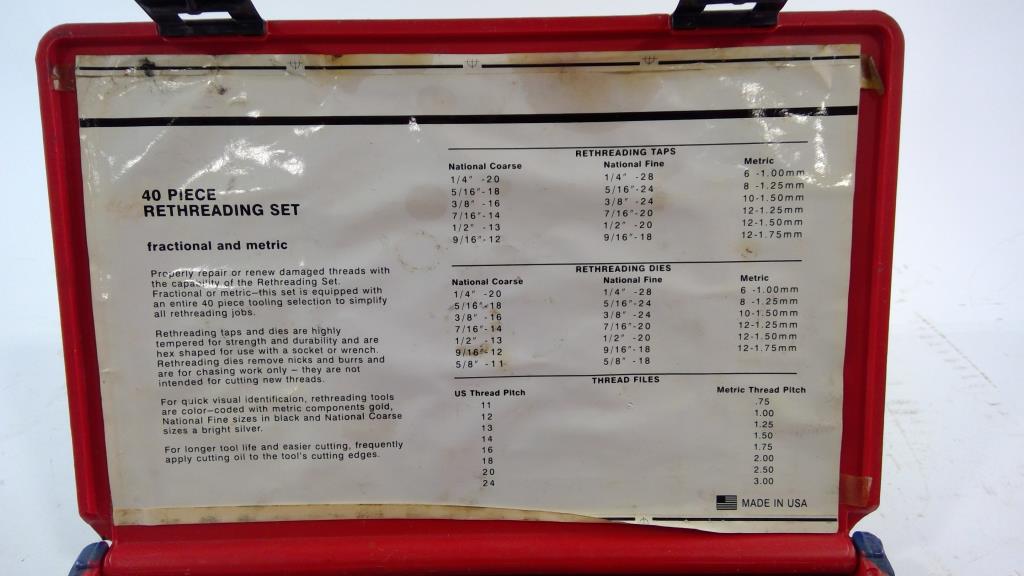 40 PIECE
RETHREADING SET
fractional and metric
Properly repair or renew damaged threads with
the capability of the Rethreading Set.
Fractional or metric—this set is equipped with
an entire 40 piece tooling selection to simplify
all rethreading jobs.
Rethreading taps and dies are highly
tempered for strength and durability and are
hex shaped for use with a socket or wrench.
Rethreading dies remove nicks and burrs and
are for chasing work only — they are not
intended for cutting new threads.
For quick visual identificaion, rethreading tools
are color—coded with metric components gold,
National Fine sizes in black and National Coarse
sizes a bright silver.
For longer tool life and easier cutting, frequently
apply cutting oil to the tool's cutting edges.
RETHREADING TAPS
National Coarse National Fine Metric
1/4" -20 1/4" -28 6 -1.00mm
5/16"-18 5/16"-24 8 -1.25mm
3/8" -16 3/8" -24 10-1.50mm
7/16"-14 7/16"-20 12-1.25mm
1/2" -13 1/2" -20 12-1.50mm
9/16"-12 9/16"-18 12-1.75mm
RETHREADING DIES
National Coarse National Fine Metric
1/4" -20 1/4" -28 6 -1.00mm
5/16"-18 5/16"-24 8 -1.25mm
3/8" -16 3/8" -24 10-1.50mm
7/16"-14 7/16"-20 12-1.25mm
1/2" -13 1/2" -20 12-1.50mm
9/16"-12 9/16"-18 12-1.75mm
5/8" -11 5/8" -18
THREAD FILES
US Thread Pitch Metric Thread Pitch
11 .75
12 1.00
13 1.25
14 1.50
16 1.75
18 2.00
20 2.50
24 3.00
MADE IN USA